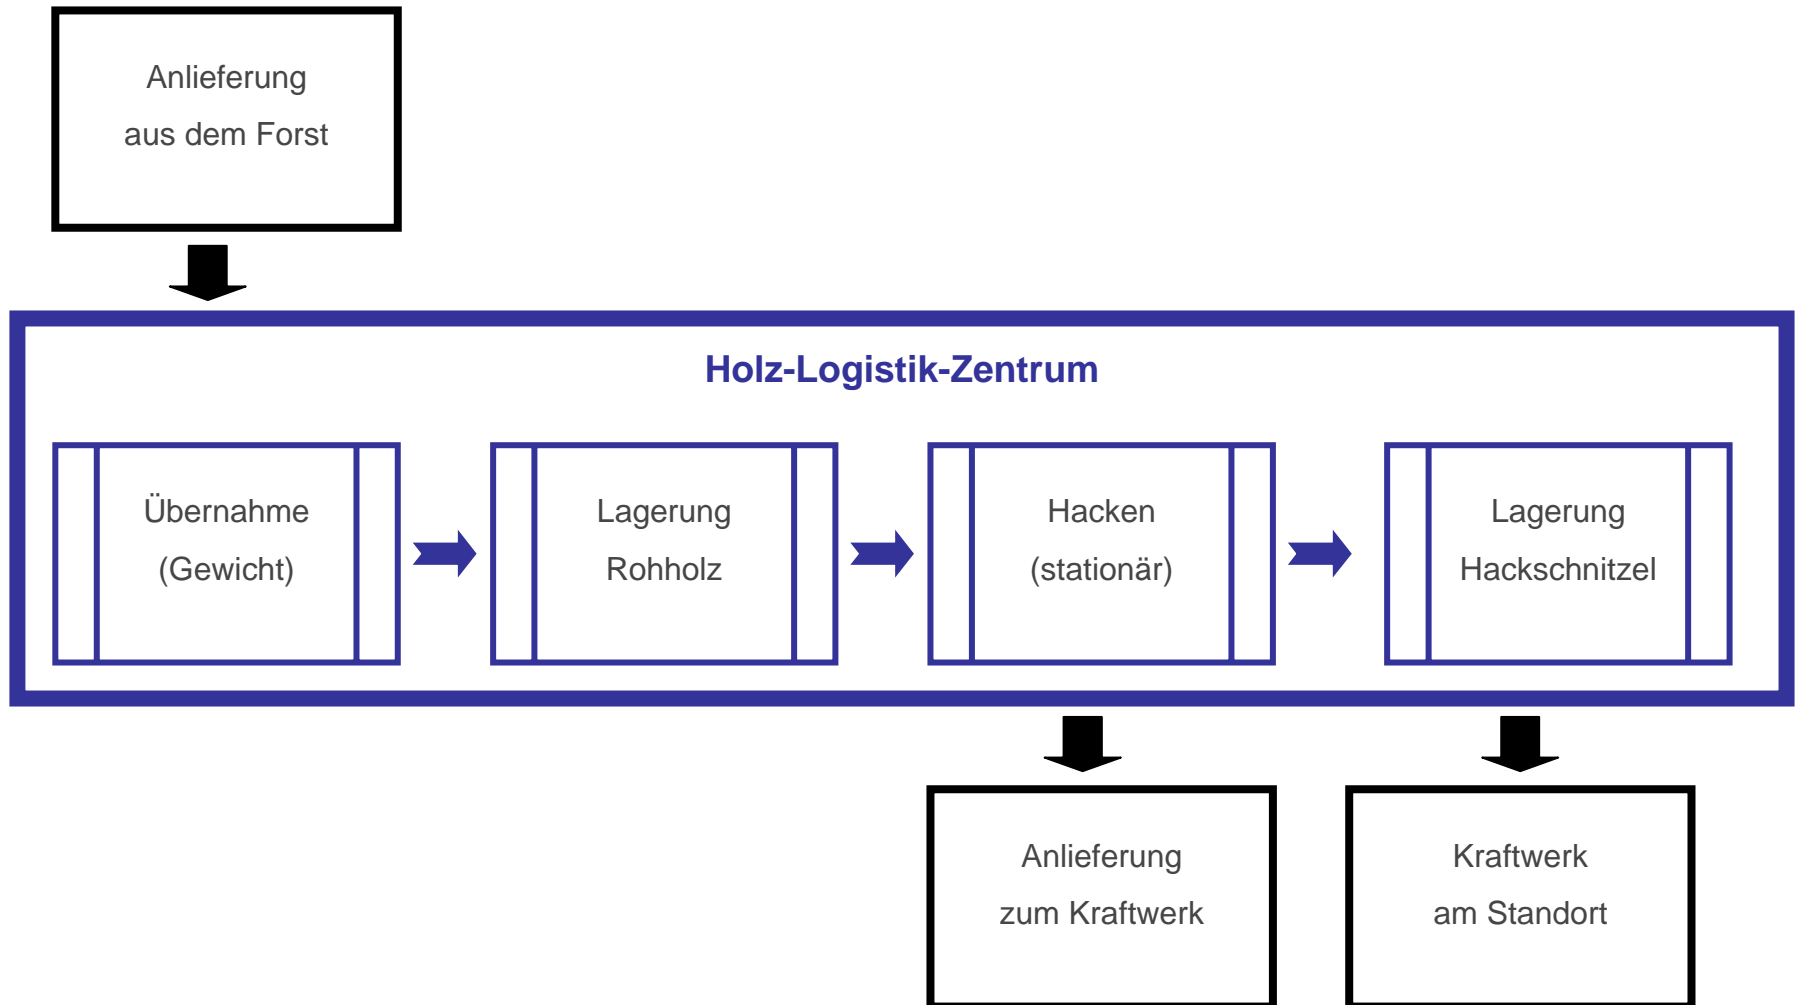 Anlieferung
aus dem Forst
Holz-Logistik-Zentrum
Übernahme
(Gewicht)
Lagerung
Rohholz
Hacken
(stationär)
Lagerung
Hackschnitzel
Anlieferung
zum Kraftwerk
Kraftwerk
am Standort